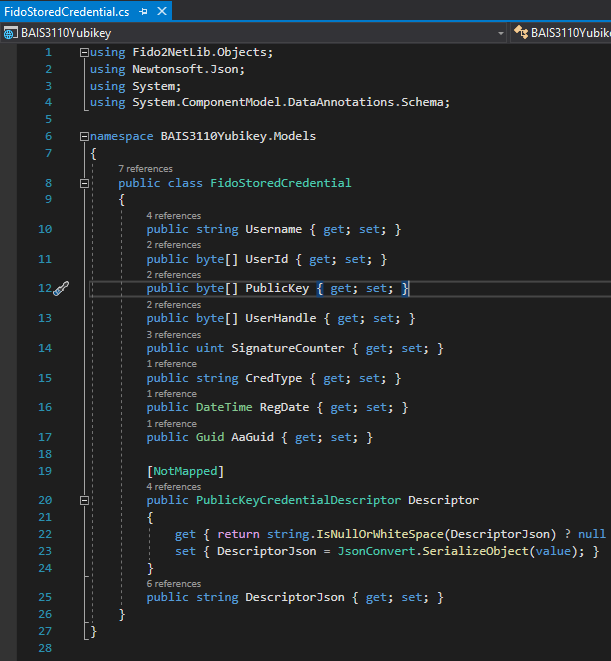 FidoStoredCredential.cs
BAIS3110Yubikey BAIS3110Yubike
1 using Fido2NetLib.Objects;
2 using Newtonsoft.Json;
3 using System;
4 using System.ComponentModel.DataAnnotations.Schema;
5
6 namespace BAIS3110Yubikey.Models
7 {
7 references
8 public class FidoStoredCredential
9 {
4 references
10 public string Username { get; set; }
2 references
11 public byte[] UserId { get; set; }
2 references
12 public byte[] PublicKey { get; set; }
2 references
13 public byte[] UserHandle { get; set; }
3 references
14 public uint SignatureCounter { get; set; }
1 reference
15 public string CredType { get; set; }
1 reference
16 public DateTime RegDate { get; set; }
1 reference
17 public Guid AaGuid { get; set; }
18
19 [NotMapped]
4 references
20 public PublicKeyCredentialDescriptor Descriptor
21 {
22 get { return string.IsNullOrWhiteSpace(DescriptorJson) ? null
23 set { DescriptorJson = JsonConvert.SerializeObject(value); }
24 }
6 references
25 public string DescriptorJson { get; set; }
26 }
27 }
28